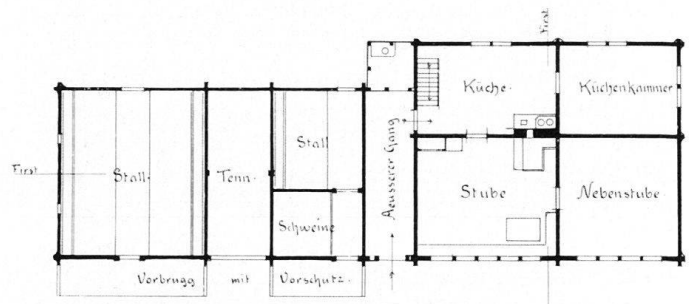 First
Küche.
Küchenkammer
First
Stall.
Tenn.
Stall
Aeusserer Gang
Stube
Nebenstube.
Schweine
Vorbrugg mit Vorschutz.